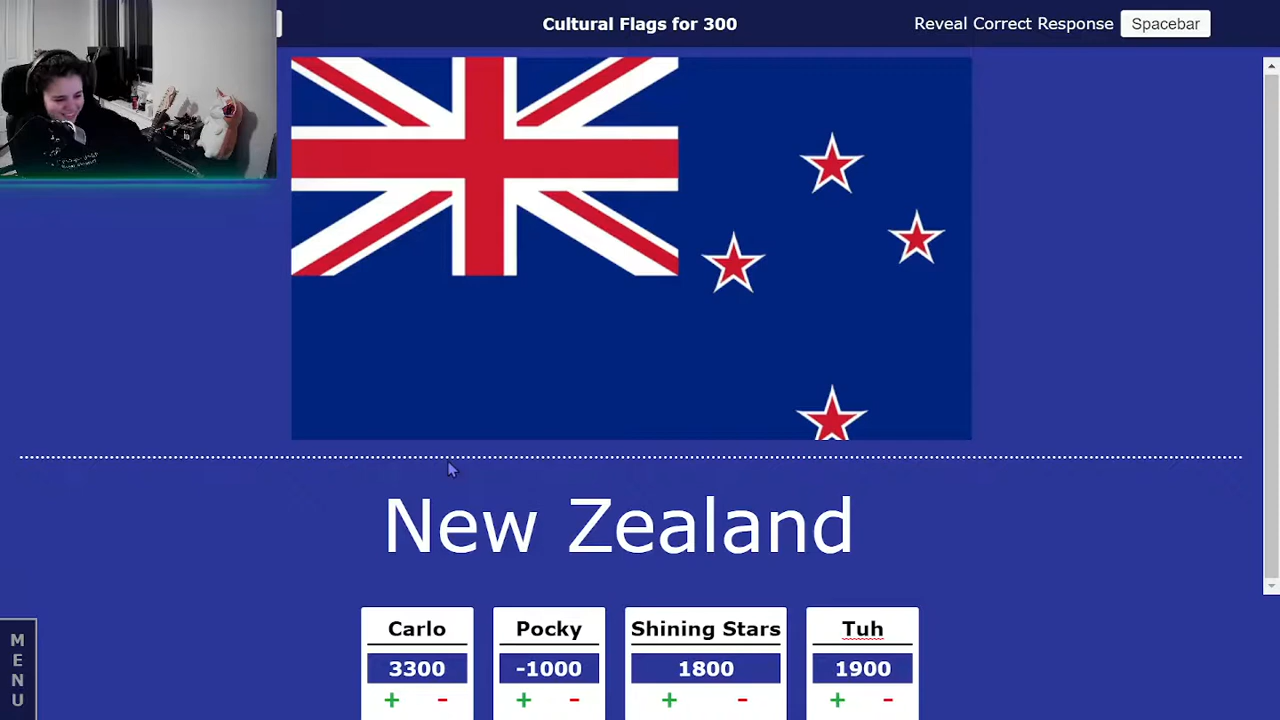 Cultural Flags for 300
Reveal Correct Response Spacebar
New Zealand
Carlo Pocky Shining Stars Tuh
3300 -1000 1800 1900
+ - + - + - + -
MENU